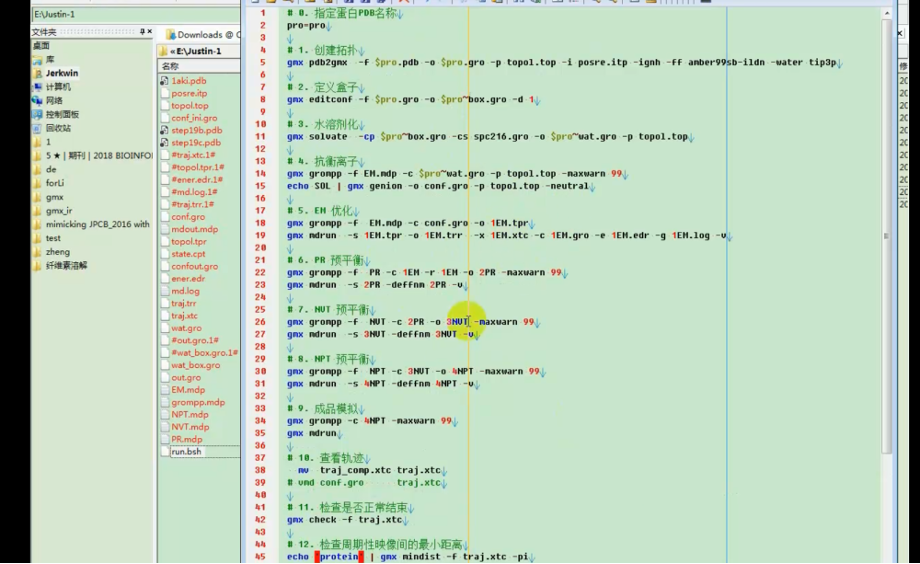 E:\Justin-1
文件夹
桌面
库
Jerkwin
计算机
网络
控制面板
回收站
1
5 ★ | 期刊 | 2018 BIOINFO
de
forLi
gmx
gmx_ir
mimicking JPCB_2016 with
test
zheng
纤维素溶解
Downloads @ C
«E:\Justin-1
名称
1aki.pdb
posre.itp
topol.top
conf_ini.gro
step19b.pdb
step19c.pdb
#traj.xtc.1#
#topol.tpr.1#
#ener.edr.1#
#md.log.1#
#traj.trr.1#
conf.gro
mdout.mdp
topol.tpr
state.cpt
confout.gro
ener.edr
md.log
traj.trr
traj.xtc
wat.gro
#out.gro.1#
#wat_box.gro.1#
wat_box.gro
out.gro
EM.mdp
grompp.mdp
NPT.mdp
NVT.mdp
PR.mdp
run.bsh
1 # 0. 指定蛋白PDB名称
2 pro=pro
3
4 # 1. 创建拓扑
5 gmx pdb2gmx -f $pro.pdb -o $pro.gro -p topol.top -i posre.itp -ignh -ff amber99sb-ildn -water tip3p
6
7 # 2. 定义盒子
8 gmx editconf -f $pro.gro -o $pro~box.gro -d 1
9
10 # 3. 水溶剂化
11 gmx solvate -cp $pro~box.gro -cs spc216.gro -o $pro~wat.gro -p topol.top
12
13 # 4. 抗衡离子
14 gmx grompp -f EM.mdp -c $pro~wat.gro -p topol.top -maxwarn 99
15 echo SOL | gmx genion -o conf.gro -p topol.top -neutral
16
17 # 5. EM 优化
18 gmx grompp -f EM.mdp -c conf.gro -o 1EM.tpr
19 gmx mdrun -s 1EM.tpr -o 1EM.trr -x 1EM.xtc -c 1EM.gro -e 1EM.edr -g 1EM.log -v
20
21 # 6. PR 预平衡
22 gmx grompp -f PR -c 1EM -r 1EM -o 2PR -maxwarn 99
23 gmx mdrun -s 2PR -deffnm 2PR -v
24
25 # 7. NVT 预平衡
26 gmx grompp -f NVT -c 2PR -o 3NVT -maxwarn 99
27 gmx mdrun -s 3NVT -deffnm 3NVT -v
28
29 # 8. NPT 预平衡
30 gmx grompp -f NPT -c 3NVT -o 4NPT -maxwarn 99
31 gmx mdrun -s 4NPT -deffnm 4NPT -v
32
33 # 9. 成品模拟
34 gmx grompp -c 4NPT -maxwarn 99
35 gmx mdrun
36
37 # 10. 查看轨迹
38 mv traj_comp.xtc traj.xtc
39 # vmd conf.gro traj.xtc
40
41 # 11. 检查是否正常结束
42 gmx check -f traj.xtc
43
44 # 12. 检查周期性映像间的最小距离
45 echo protein | gmx mindist -f traj.xtc -pi